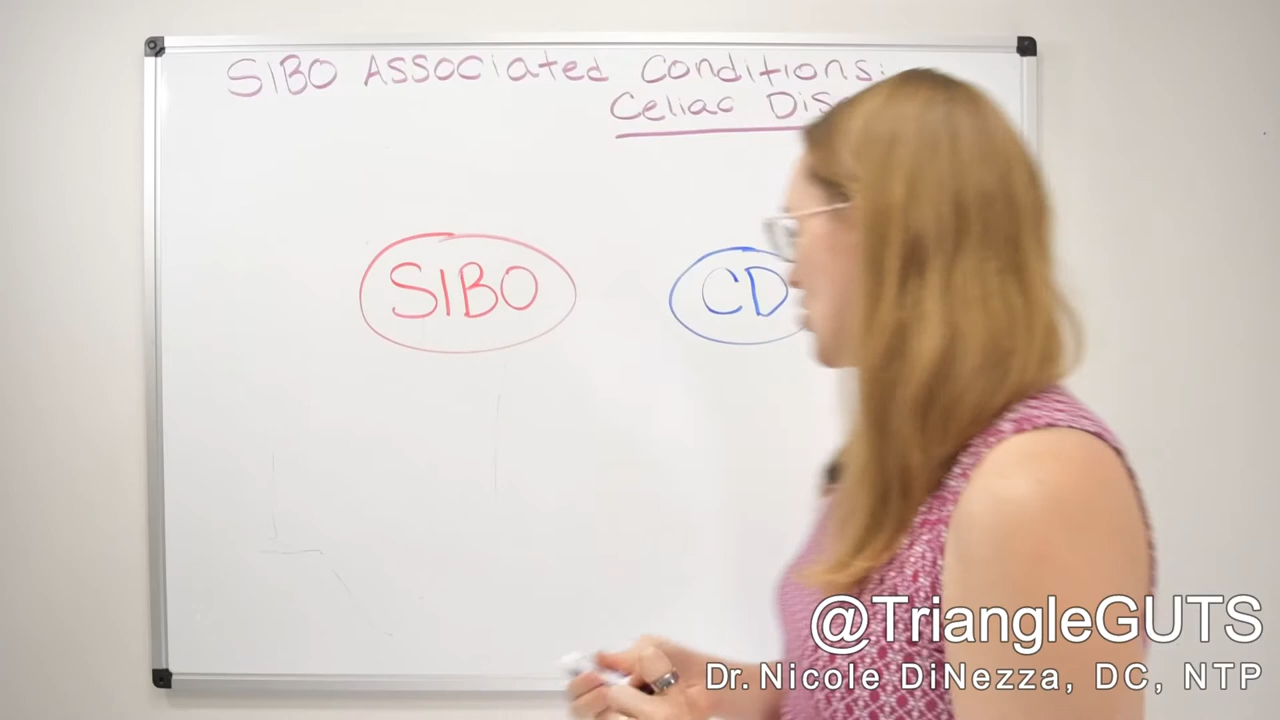 SIBO Associated Conditions:
Celiac Dis
SIBO
CD
@TriangleGUTS
Dr. Nicole DiNezza, DC, NTP